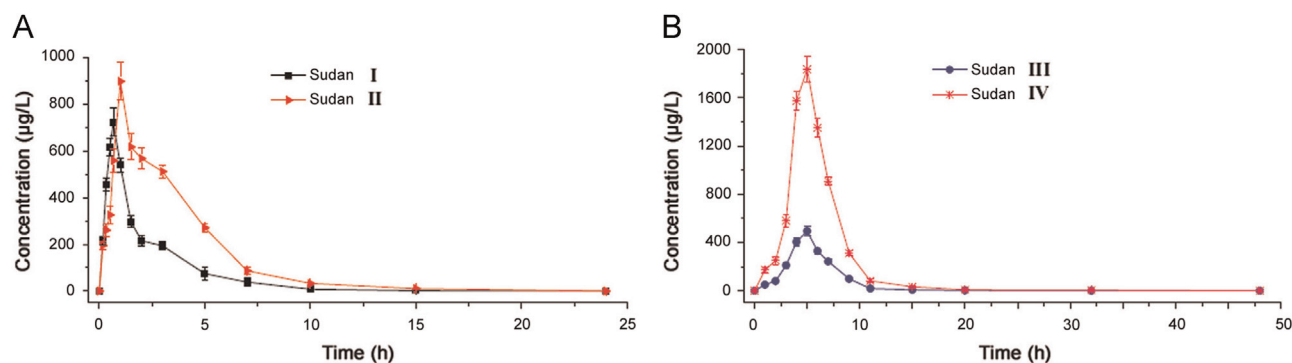 A
Concentration (µg/L)
1000
800
600
400
200
0
Sudan I
Sudan II
0
5
10
15
20
25
Time (h)
B
Concentration (µg/L)
2000
1600
1200
800
400
0
Sudan III
Sudan IV
0
10
20
30
40
50
Time (h)